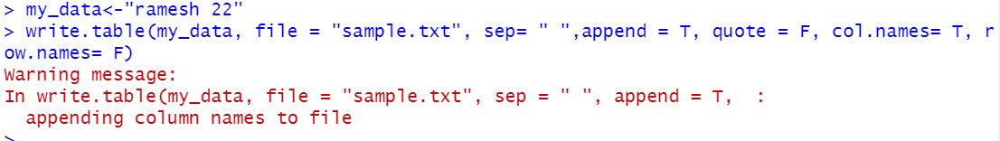 > my_data<-"ramesh 22"
> write.table(my_data, file = "sample.txt", sep= " ",append = T, quote = F, col.names= T, r
ow.names= F)
Warning message:
In write.table(my_data, file = "sample.txt", sep = " ", append = T,  :
  appending column names to file
>